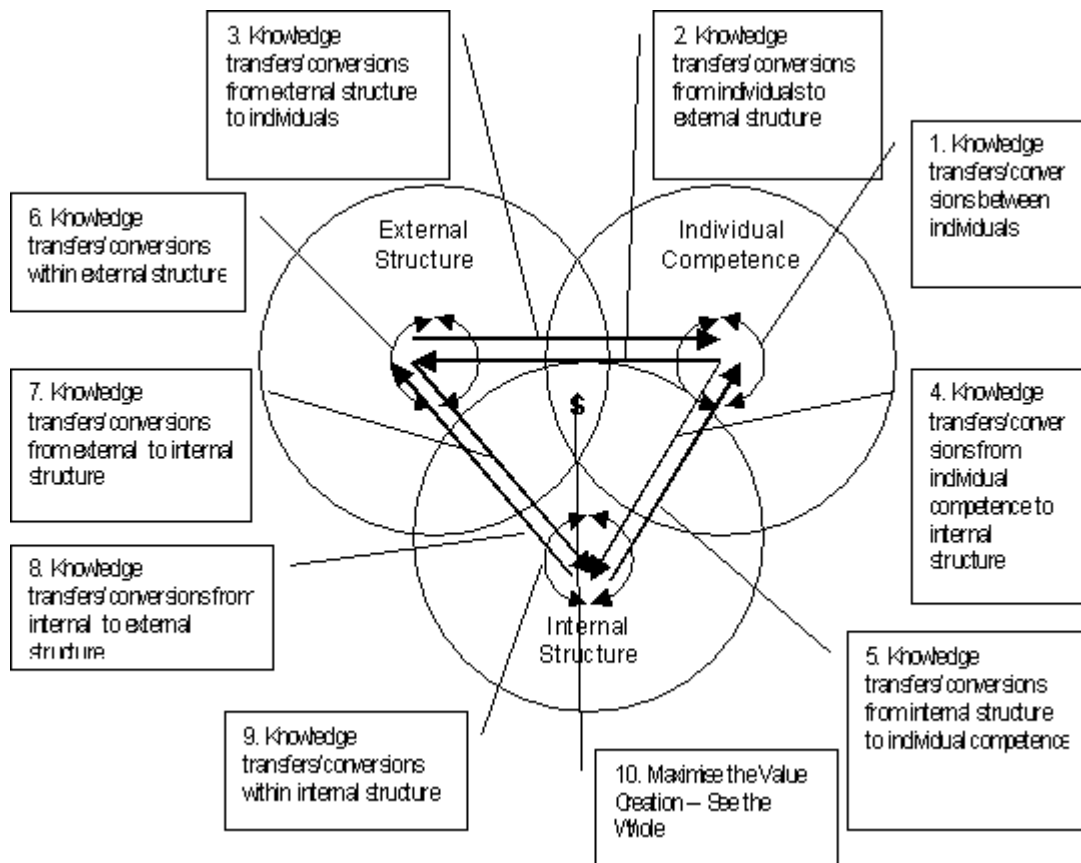 3. Knowledge
transfers/conversions
from external structure
to individuals
2. Knowledge
transfers/conversions
from individuals to
external structure
1. Knowledge
transfers/conver
sions between
individuals
6. Knowledge
transfers/conversions
within external structure
External
Structure
Individual
Competence
7. Knowledge
transfers/conversions
from external to internal
structure
$
4. Knowledge
transfers/conver
sions from
individual
competence to
internal
structure
8. Knowledge
transfers/conversions from
internal to external
structure
Internal
Structure
5. Knowledge
transfers/conversions
from internal structure
to individual competence
9. Knowledge
transfers/conversions
within internal structure
10. Maximise the Value
Creation – See the
Whole